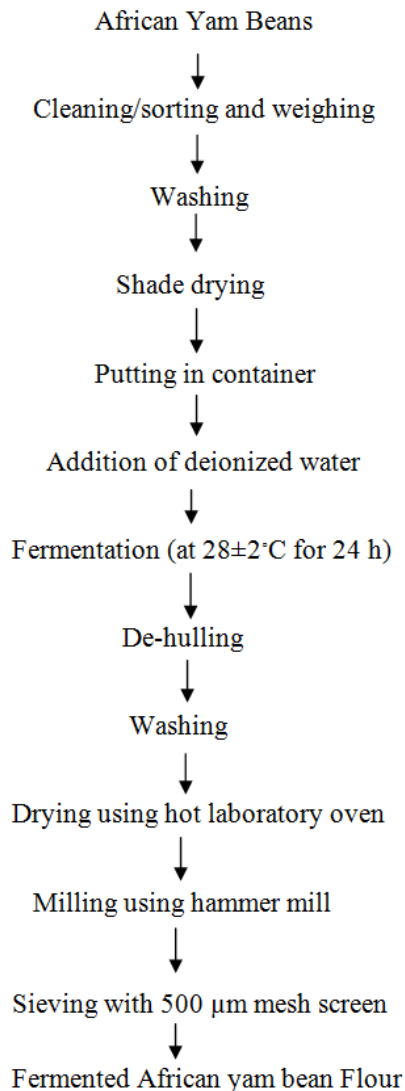 African Yam Beans
Cleaning/sorting and weighing
Washing
Shade drying
Putting in container
Addition of deionized water
Fermentation (at 28±2°C for 24 h)
De-hulling
Washing
Drying using hot laboratory oven
Milling using hammer mill
Sieving with 500 µm mesh screen
Fermented African yam bean Flour